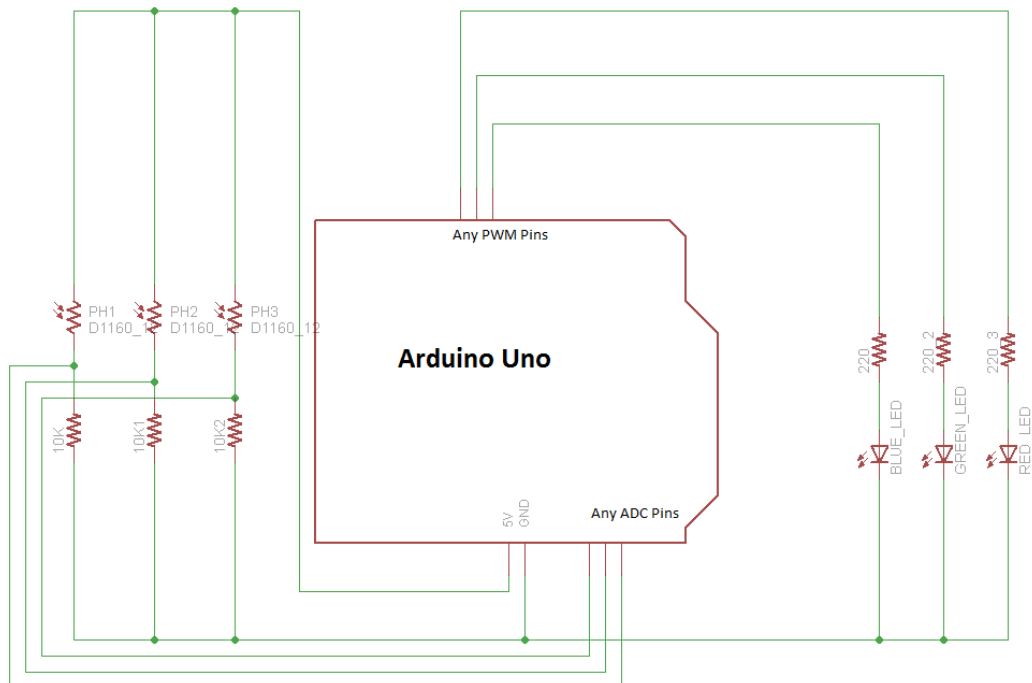 Any PWM Pins
PH1
D1160_12
PH2
D1160_12
PH3
D1160_12
Arduino Uno
220
220_2
220_3
10K
10K1
10K2
BLUE_LED
GREEN_LED
RED_LED
5V
GND
Any ADC Pins